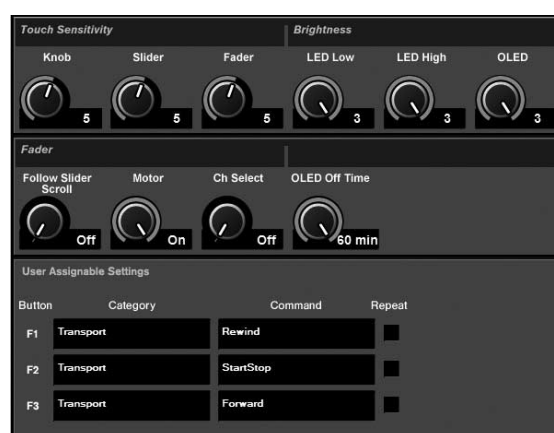 Touch Sensitivity Brightness
Knob Slider Fader LED Low LED High OLED
5 5 5 3 3 3
Fader
Follow Slider Scroll Motor Ch Select OLED Off Time
Off On Off 60 min
User Assignable Settings
Button Category Command Repeat
F1 Transport Rewind
F2 Transport StartStop
F3 Transport Forward